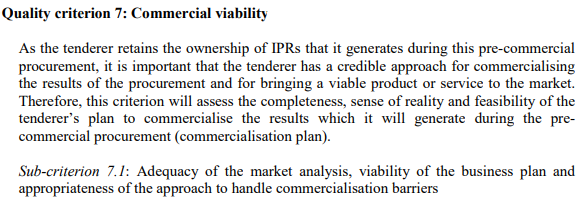 Quality criterion 7: Commercial viability
As the tenderer retains the ownership of IPRs that it generates during this pre-commercial
procurement, it is important that the tenderer has a credible approach for commercialising
the results of the procurement and for bringing a viable product or service to the market.
Therefore, this criterion will assess the completeness, sense of reality and feasibility of the
tenderer's plan to commercialise the results which it will generate during the pre-
commercial procurement (commercialisation plan).
Sub-criterion 7.1: Adequacy of the market analysis, viability of the business plan and
appropriateness of the approach to handle commercialisation barriers